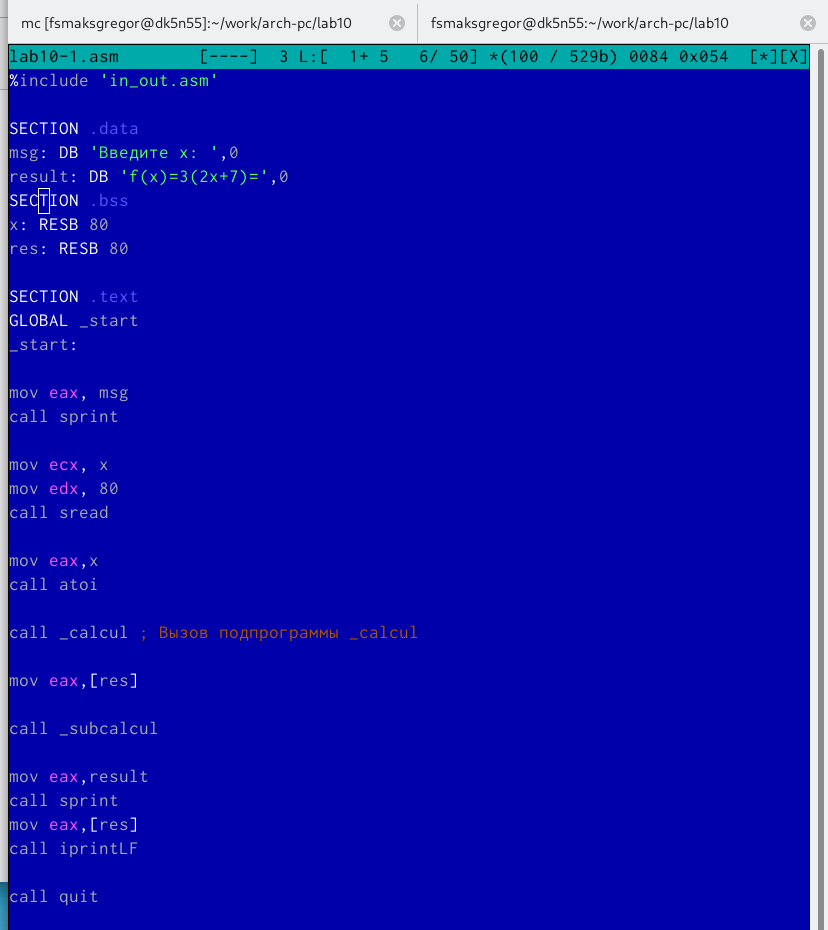 mc [fsmaksgregor@dk5n55]:~/work/arch-pc/lab10
fsmaksgregor@dk5n55:~/work/arch-pc/lab10
lab10-1.asm [----] 3 L:[ 1+ 5 6/ 50] *(100 / 529b) 0084 0x054 [*][X]
%include 'in_out.asm'
SECTION .data
msg: DB 'Введите x: ',0
result: DB 'f(x)=3(2x+7)=',0
SECTION .bss
x: RESB 80
res: RESB 80
SECTION .text
GLOBAL _start
_start:
mov eax, msg
call sprint
mov ecx, x
mov edx, 80
call sread
mov eax,x
call atoi
call _calcul ; Вызов подпрограммы _calcul
mov eax,[res]
call _subcalcul
mov eax,result
call sprint
mov eax,[res]
call iprintLF
call quit